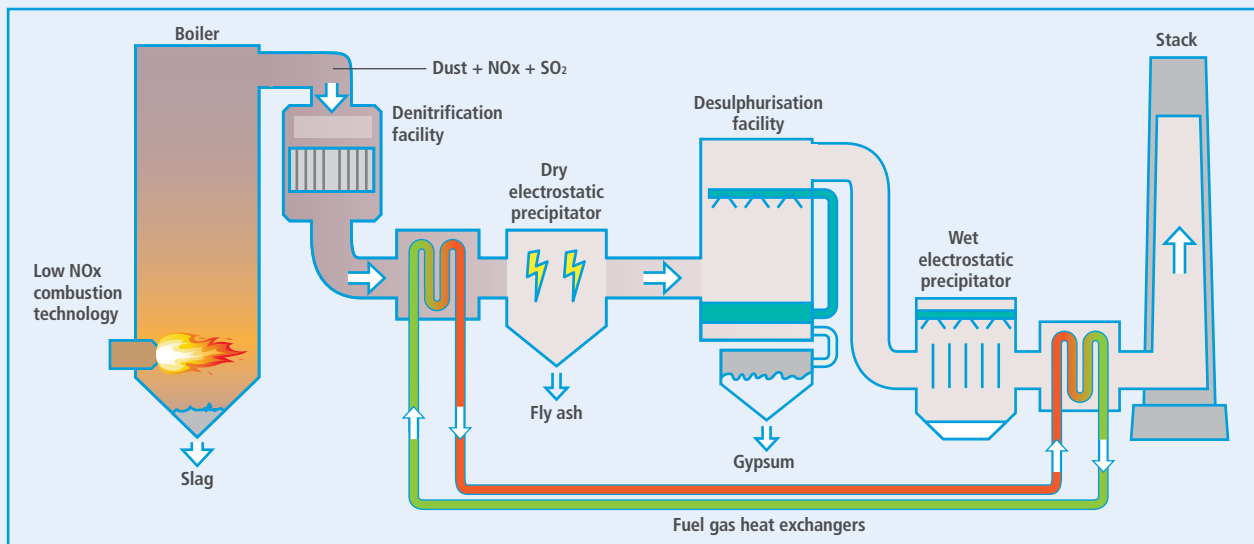 Boiler
Stack
Dust + NOx + SO₂
Denitrification
facility
Desulphurisation
facility
Dry
electrostatic
precipitator
Low NOx
combustion
technology
Wet
electrostatic
precipitator
Fly ash
Slag
Gypsum
Fuel gas heat exchangers